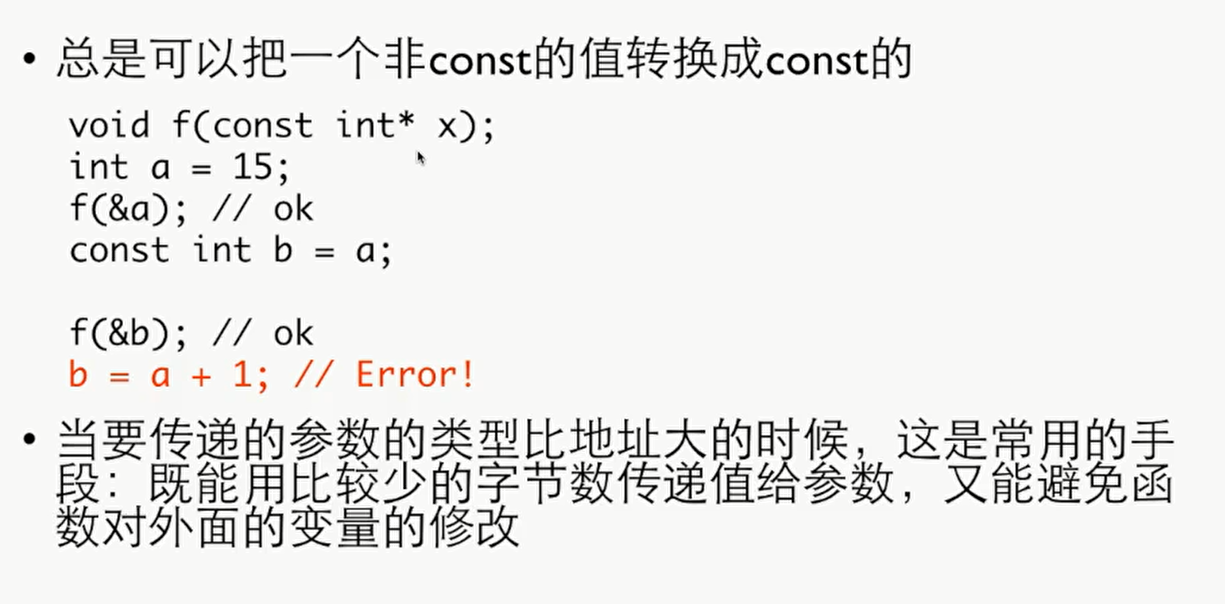 • 总是可以把一个非const的值转换成const的
void f(const int* x);
int a = 15;
f(&a); // ok
const int b = a;
f(&b); // ok
b = a + 1; // Error!
• 当要传递的参数的类型比地址大的时候，这是常用的手
段：既能用比较少的字节数传递值给参数，又能避免函
数对外面的变量的修改